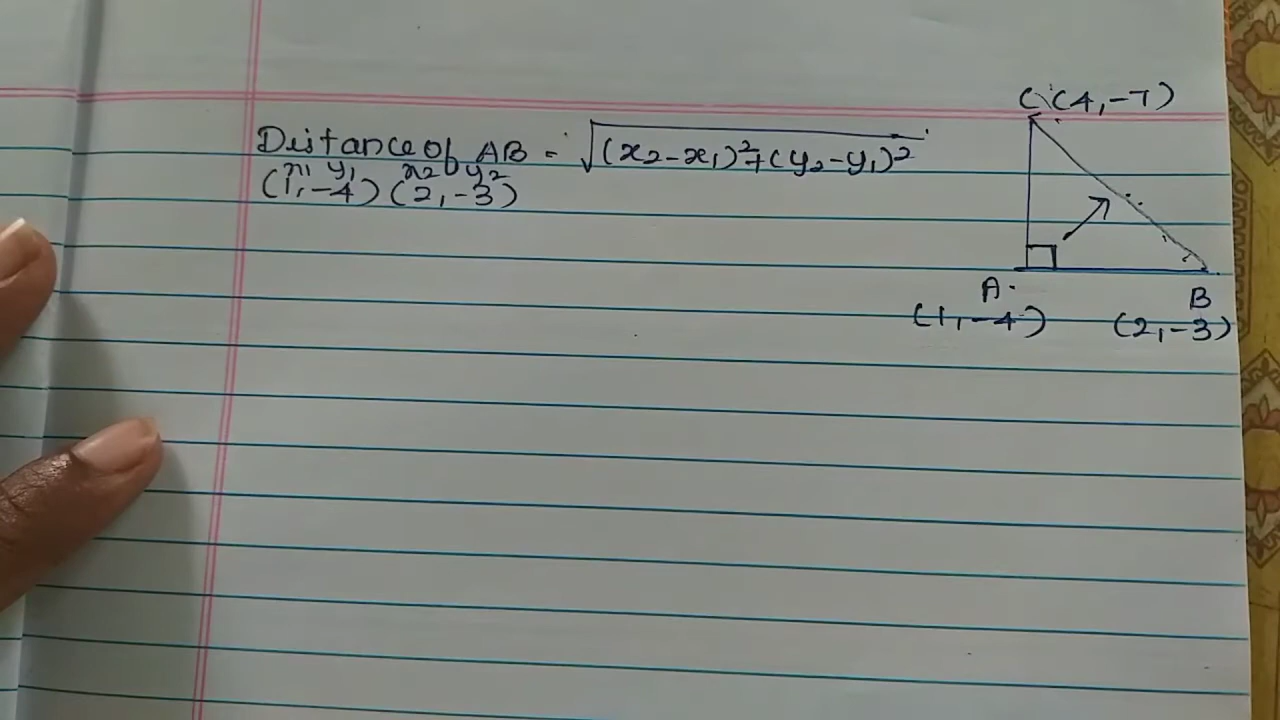 Distance of AB = √(x₂-x₁)²+(y₂-y₁)²
x₁ y₁ x₂ y₂
(1,-4) (2,-3)
C (4,-7)
A B
(1,-4) (2,-3)